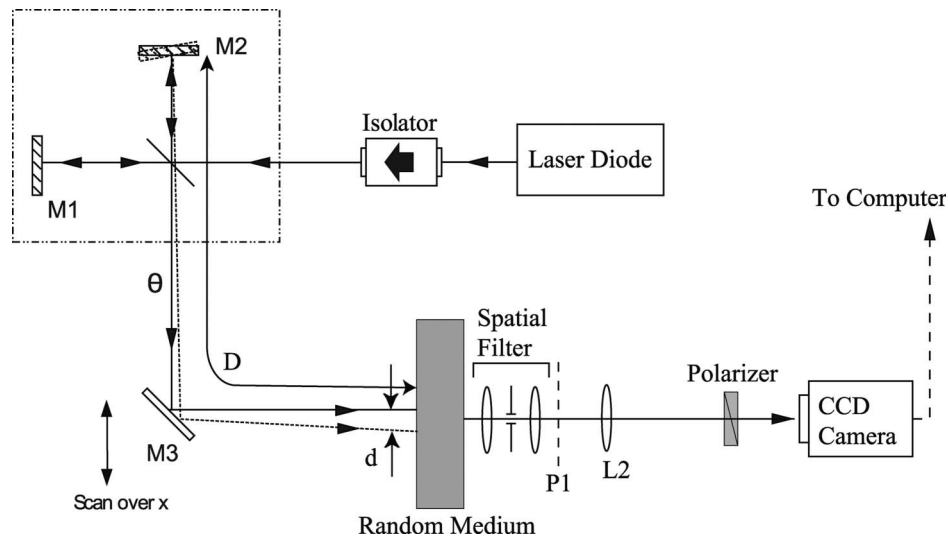 M2
Isolator
Laser Diode
M1
To Computer
θ
Spatial
Filter
D
Polarizer
CCD
Camera
M3
d
P1
L2
Scan over x
Random Medium